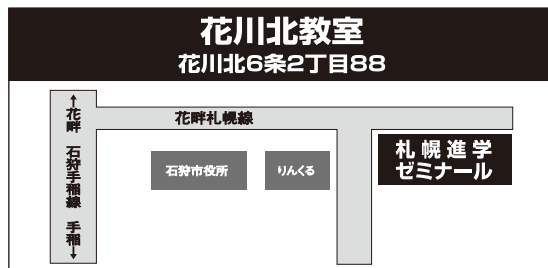 花川北教室
花川北6条2丁目88
↑花畔 石狩手稲線 手稲↓
花畔札幌線
石狩市役所
りんくる
札幌進学
ゼミナール